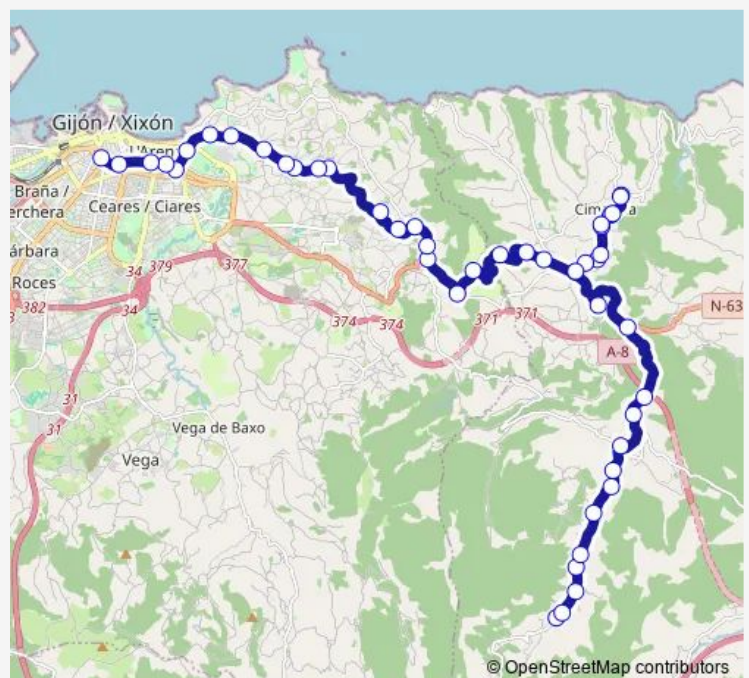 Gijón / Xixón
L'Aren
Braña /
erchera
Ceares / Ciares
Cim
árbara
379
Roces
34
377
382
34
374
374
371
371
N-63
A-8
31
31
Vega de Baxo
Vega
© OpenStreetMap contributors